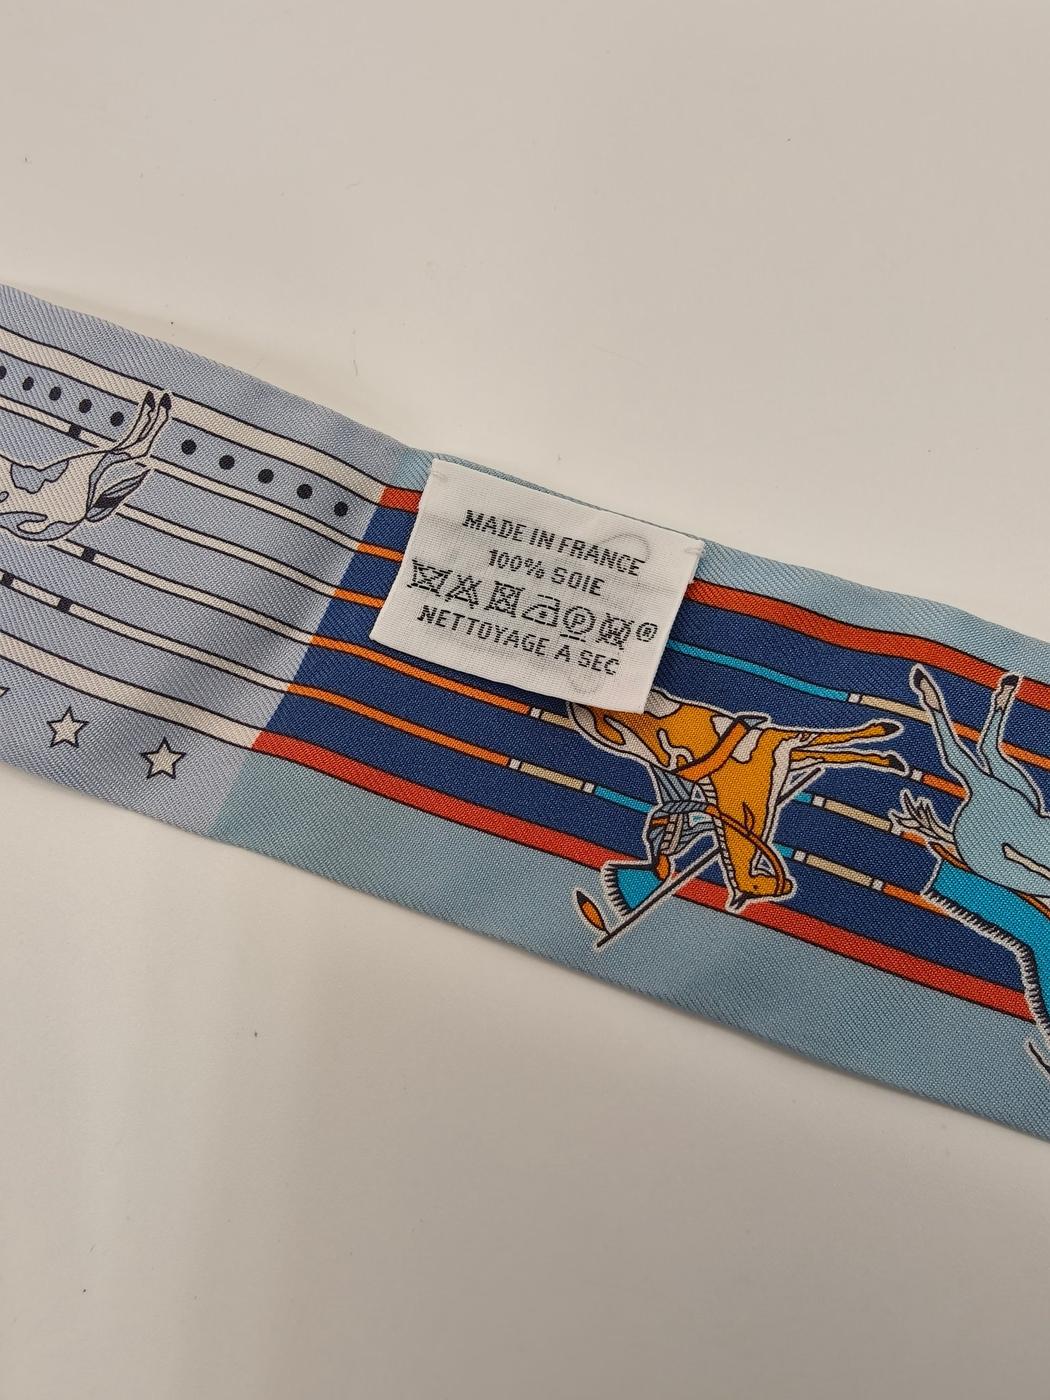 MADE IN FRANCE
100% SOIE
Ⓟ ®
NETTOYAGE A SEC